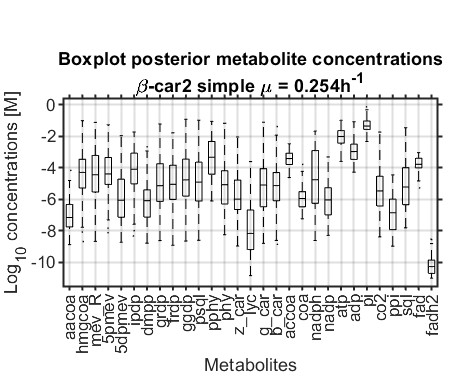 Boxplot posterior metabolite concentrations
β-car2 simple μ = 0.254h-1
Log10 concentrations [M]
0
-2
-4
-6
-8
-10
aacoa
hmgcoa
mev_R
5pmev
5dpmev
ipdp
dmpp
grdp
frdp
ggdp
psql
pphy
phy
z_car
lyc
g_car
b_car
accoa
coa
nadph
nadp
atp
adp
pi
co2
ppi
sql
fad
fadh2
Metabolites